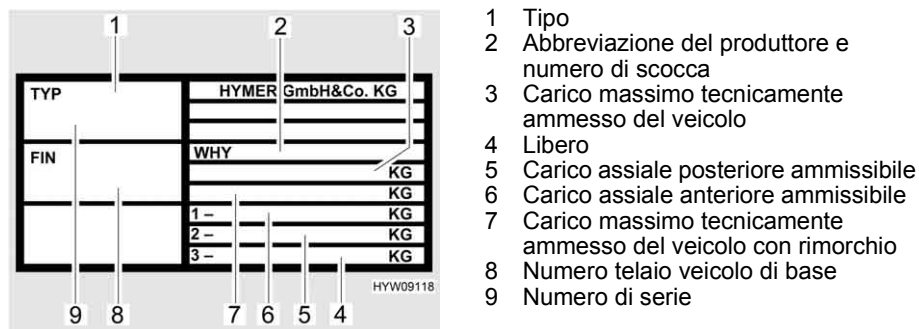 1 2 3
TYP
HYMER GmbH&Co. KG
FIN
WHY
KG
KG
1 – KG
2 – KG
3 – KG
HYW09118
9 8 7 6 5 4
1 Tipo
2 Abbreviazione del produttore e
numero di scocca
3 Carico massimo tecnicamente
ammesso del veicolo
4 Libero
5 Carico assiale posteriore ammissibile
6 Carico assiale anteriore ammissibile
7 Carico massimo tecnicamente
ammesso del veicolo con rimorchio
8 Numero telaio veicolo di base
9 Numero di serie